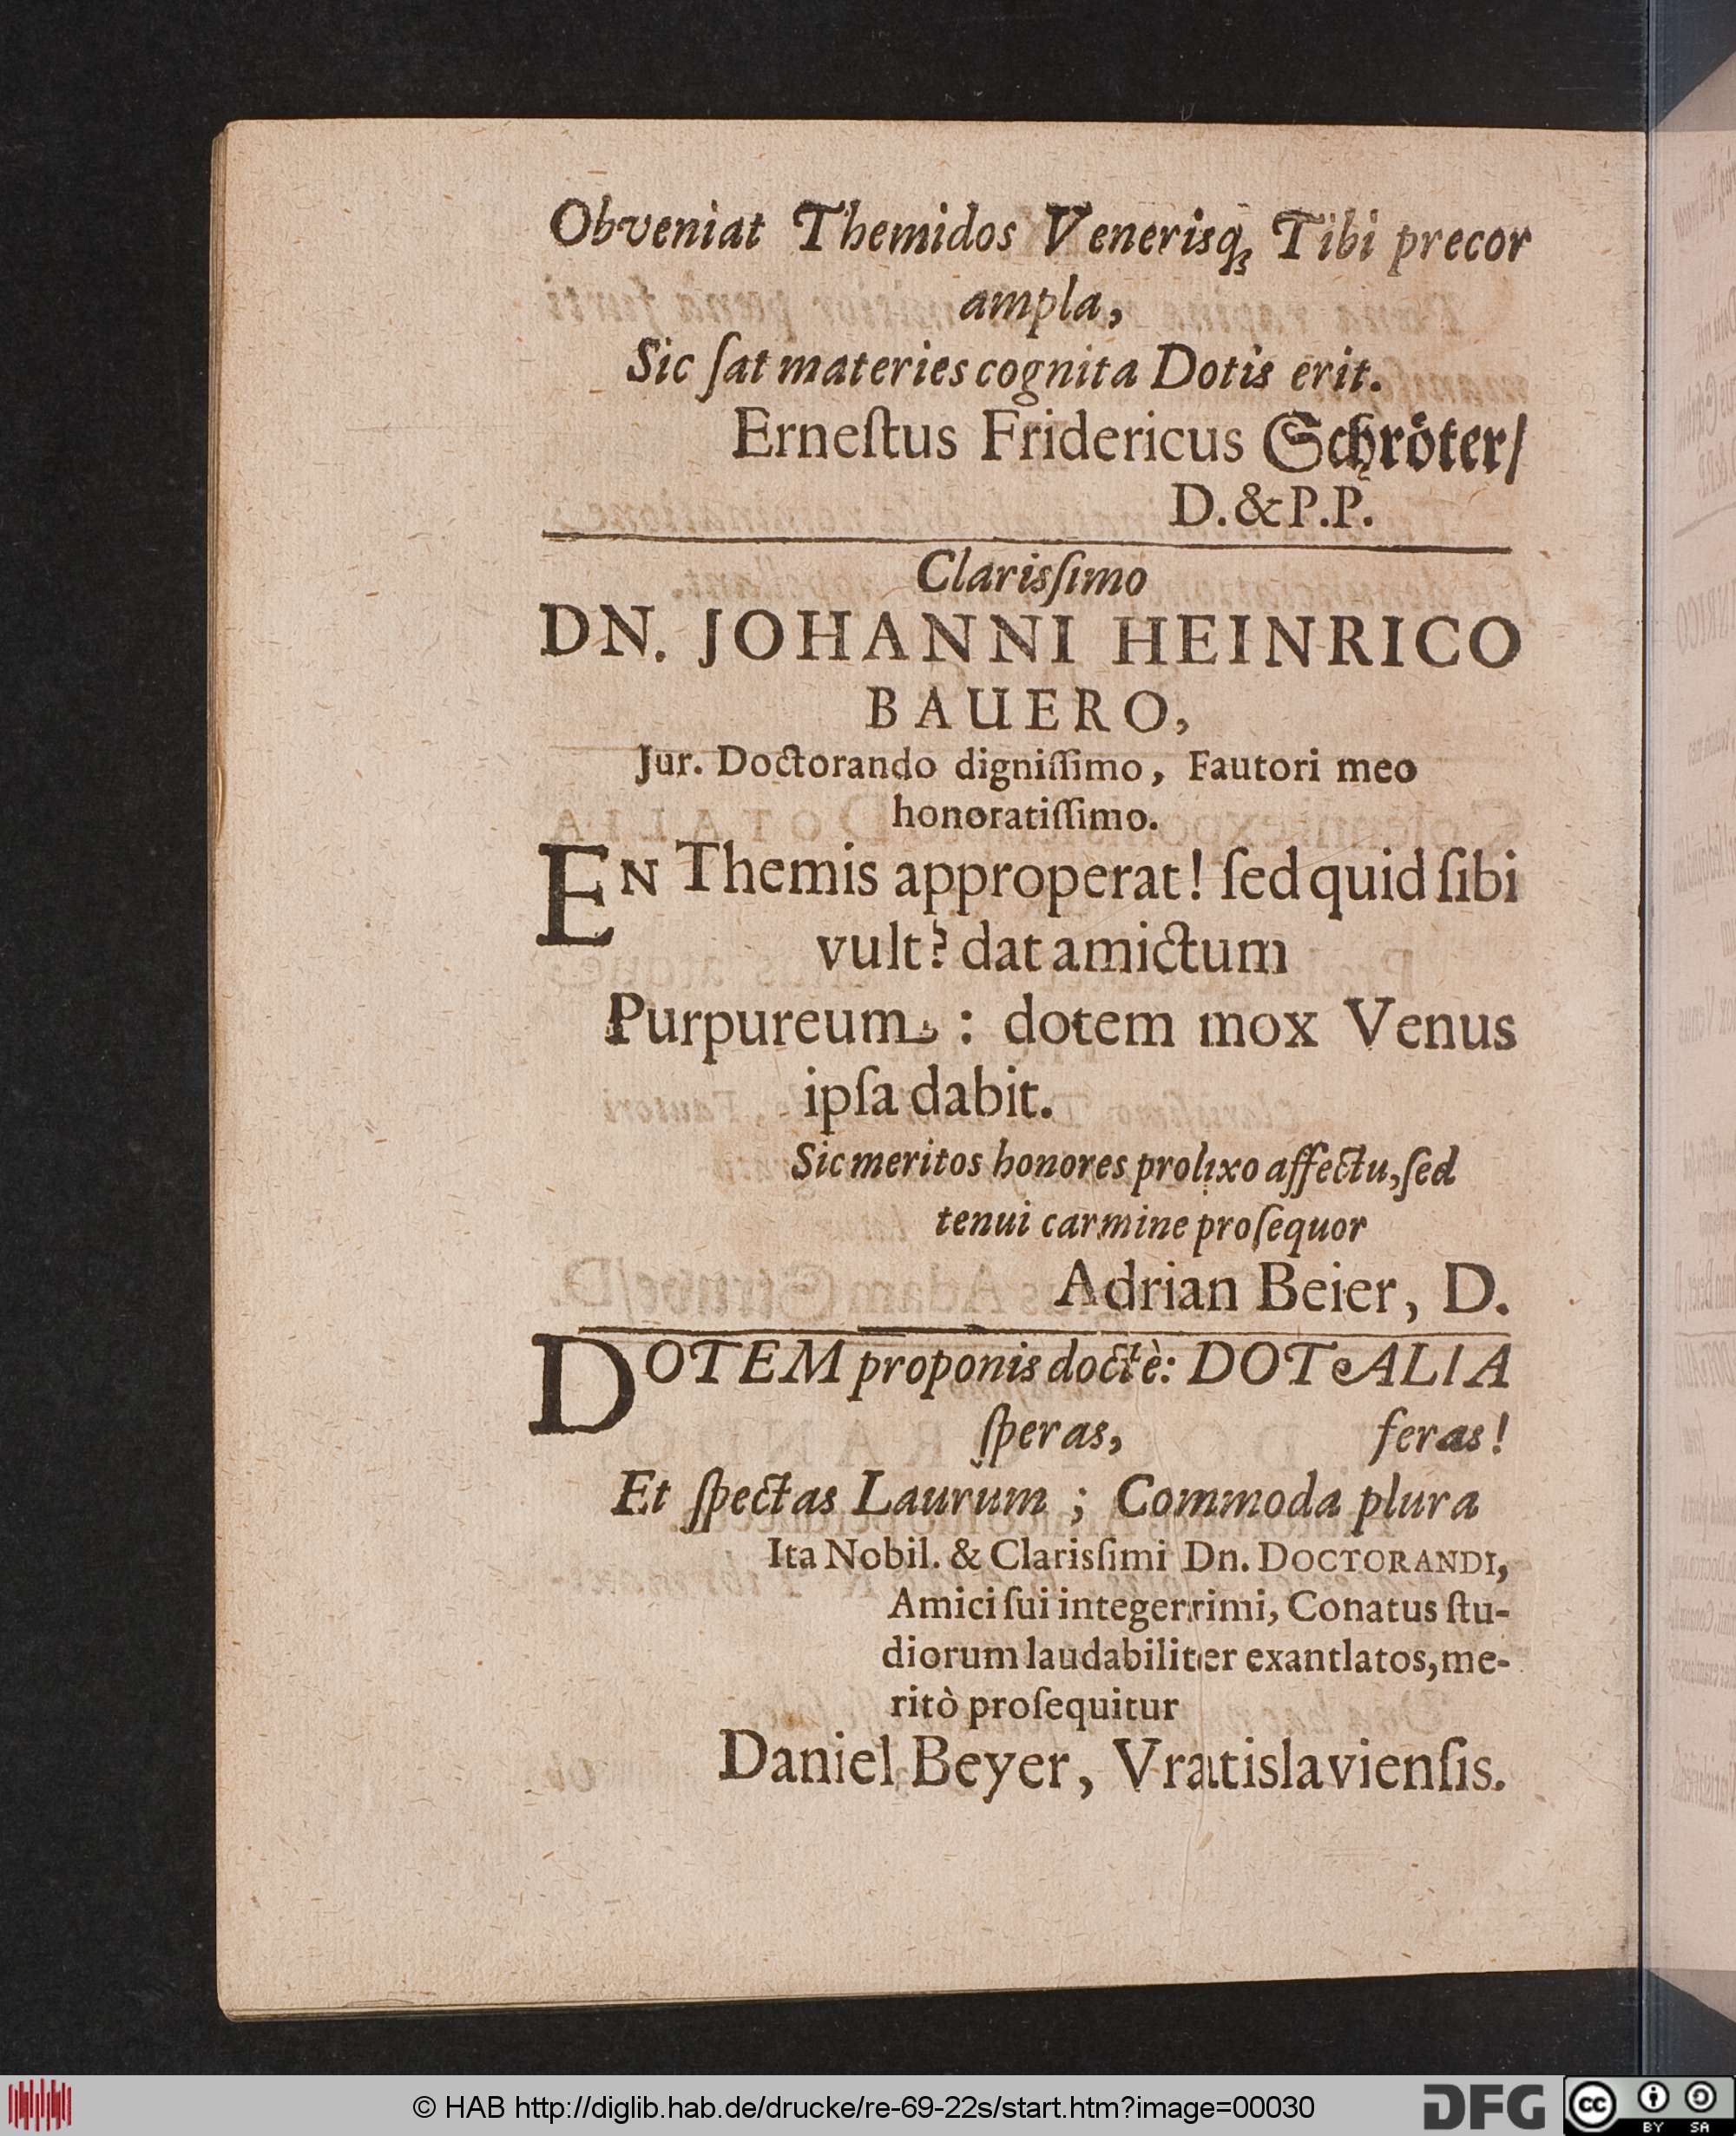 Obveniat Themidos Venerisq́ꝫ Tibi precor
ampla,
Sic ſat materies cognita Dotis erit.
Erneſtus Fridericus Schröter/
D. & P.P.
Clarisſimo
DN. JOHANNI HEINRICO
BAUERO,
Jur. Doctorando digniſſimo, Fautori meo
honoratiſſimo.
EN Themis approperat! ſed quid ſibi
vult? dat amictum
Purpureum : dotem mox Venus
ipſa dabit.
Sic meritos honores prolixo affectu, ſed
tenui carmine proſequor
Adrian Beier, D.
DOTEM proponis doctè: DOTALIA
ſperas, feras!
Et ſpectas Laurum ; Commoda plura
Ita Nobil. & Clarisſimi Dn. DOCTORANDI,
Amici ſui integerrimi, Conatus ſtu-
diorum laudabiliter exantlatos, me-
ritò proſequitur
Daniel Beyer, Vratislavienſis.
© HAB http://diglib.hab.de/drucke/re-69-22s/start.htm?image=00030
DFG
cc BY SA